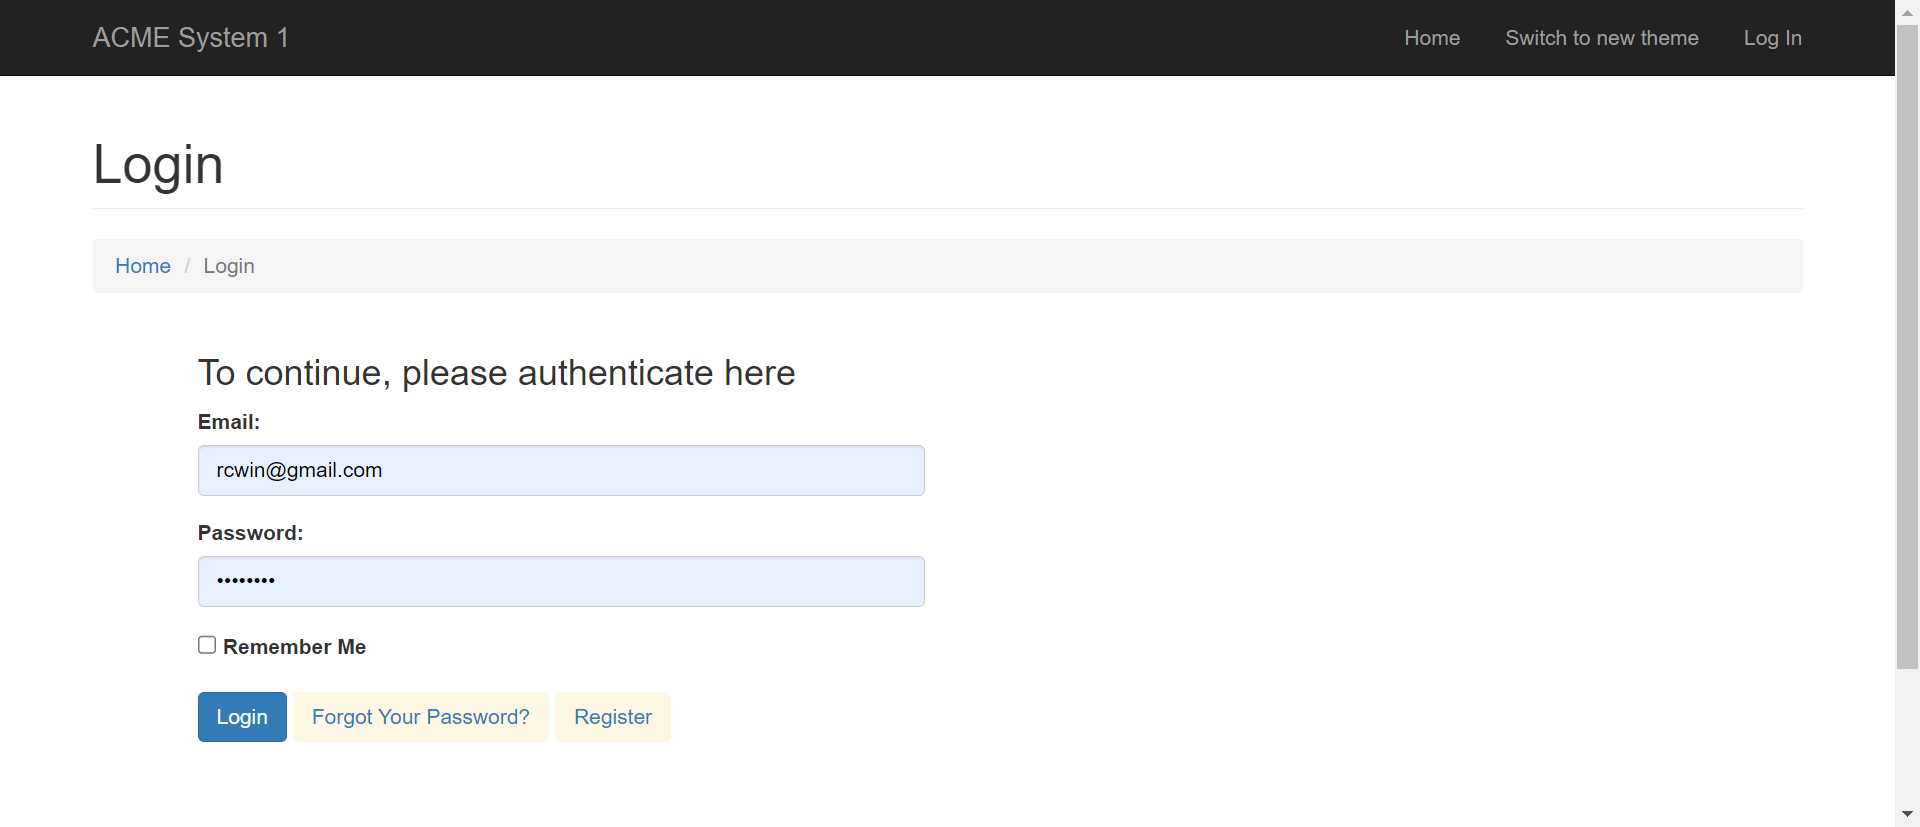 ACME System 1
Home Switch to new theme Log In
Login
Home / Login
To continue, please authenticate here
Email:
rcwin@gmail.com
Password:
••••••••
Remember Me
Login Forgot Your Password? Register